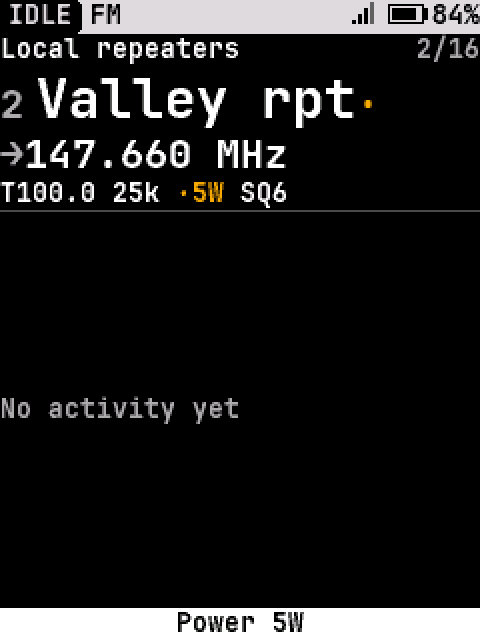 IDLE FM 84%
Local repeaters 2/16
2 Valley rpt·
→147.660 MHz
T100.0 25k ·5W SQ6
No activity yet
Power 5W